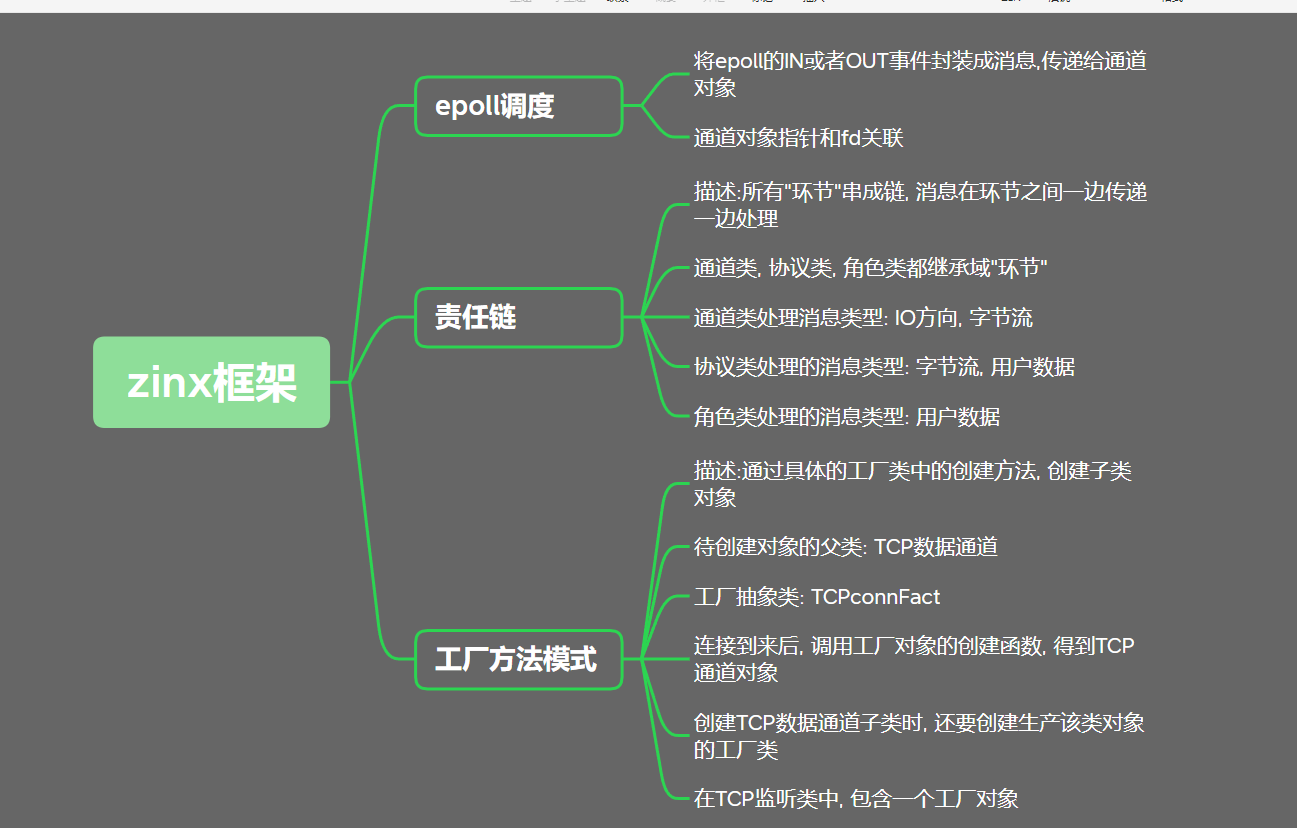 epoll调度
将epoll的IN或者OUT事件封装成消息,传递给通道
对象
通道对象指针和fd关联
zinx框架
责任链
描述:所有"环节"串成链, 消息在环节之间一边传递
一边处理
通道类, 协议类, 角色类都继承域"环节"
通道类处理消息类型: IO方向, 字节流
协议类处理的消息类型: 字节流, 用户数据
角色类处理的消息类型: 用户数据
工厂方法模式
描述:通过具体的工厂类中的创建方法, 创建子类
对象
待创建对象的父类: TCP数据通道
工厂抽象类: TCPconnFact
连接到来后, 调用工厂对象的创建函数, 得到TCP
通道对象
创建TCP数据通道子类时, 还要创建生产该类对象
的工厂类
在TCP监听类中, 包含一个工厂对象